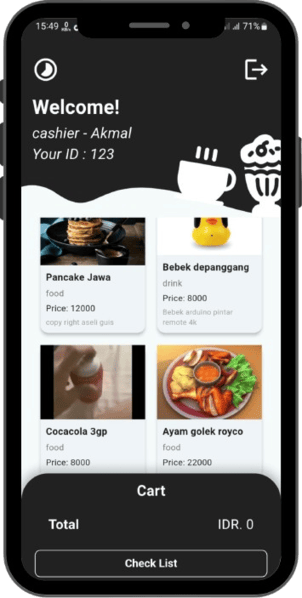 15:49
71%
Welcome!
cashier - Akmal
Your ID : 123
Pancake Jawa
food
Price: 12000
copy right aseli guis
Bebek depanggang
drink
Price: 8000
Bebek arduino pintar
remote 4k
Cocacola 3gp
food
Price: 8000
Ayam golek royco
food
Price: 22000
Cart
Total
IDR. 0
Check List